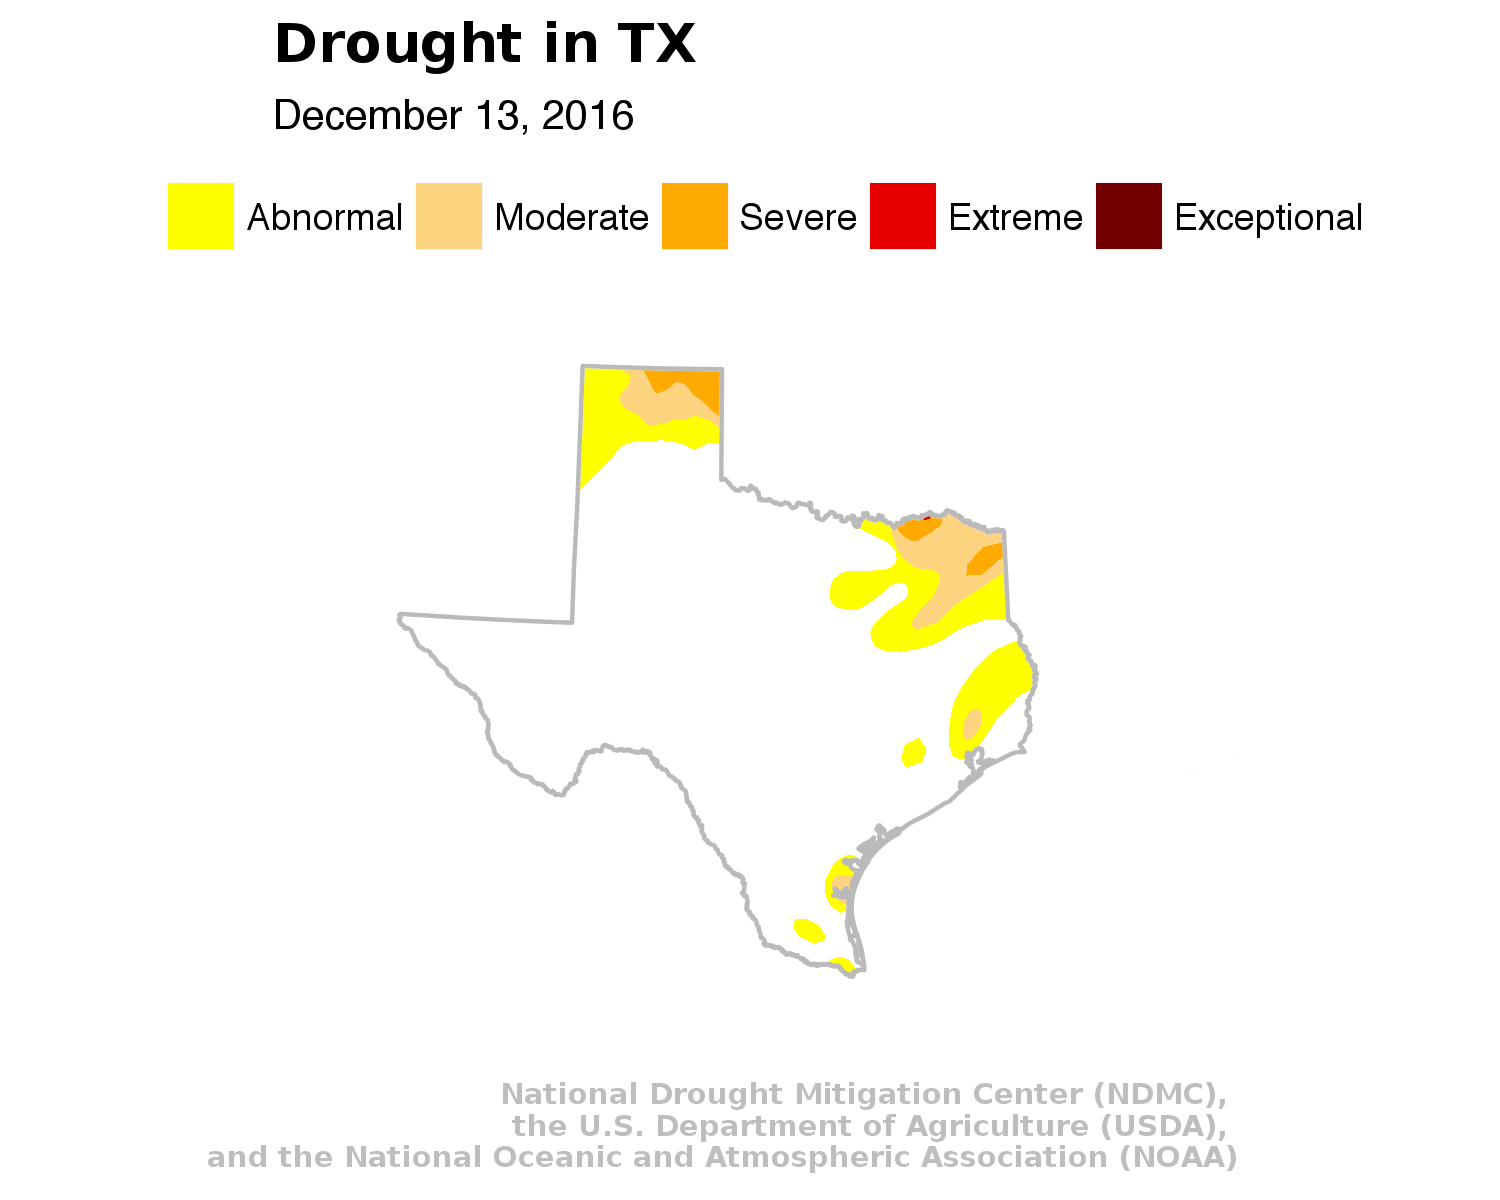 Drought in TX
December 13, 2016
Abnormal Moderate Severe Extreme Exceptional
National Drought Mitigation Center (NDMC),
the U.S. Department of Agriculture (USDA),
and the National Oceanic and Atmospheric Association (NOAA)